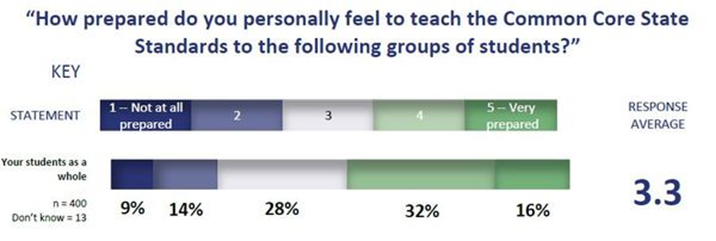 “How prepared do you personally feel to teach the Common Core State
Standards to the following groups of students?”
KEY
STATEMENT
1 -- Not at all
prepared
2
3
4
5 -- Very
prepared
RESPONSE
AVERAGE
Your students as a
whole
n = 400
Don't know = 13
9% 14% 28% 32% 16%
3.3